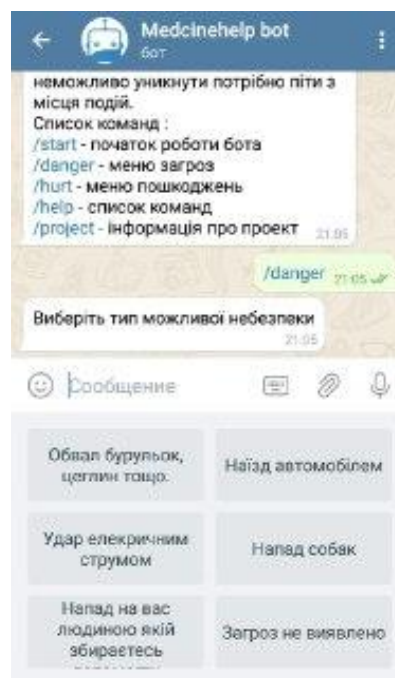 Medcinehelp bot
бот
неможливо уникнути потрібно піти з
місця подій.
Список команд :
/start - початок роботи бота
/danger - меню загроз
/hurt - меню пошкоджень
/help - список команд
/project - інформація про проект 21:05
/danger 21:05
Виберіть тип можливої небезпеки
21:05
Сообщение
Обвал бурульок,
цеглин тощо.
Наїзд автомобілем
Удар елекричним
струмом
Напад собак
Напад на вас
людиною якій
збираєтесь
Загроз не виявлено